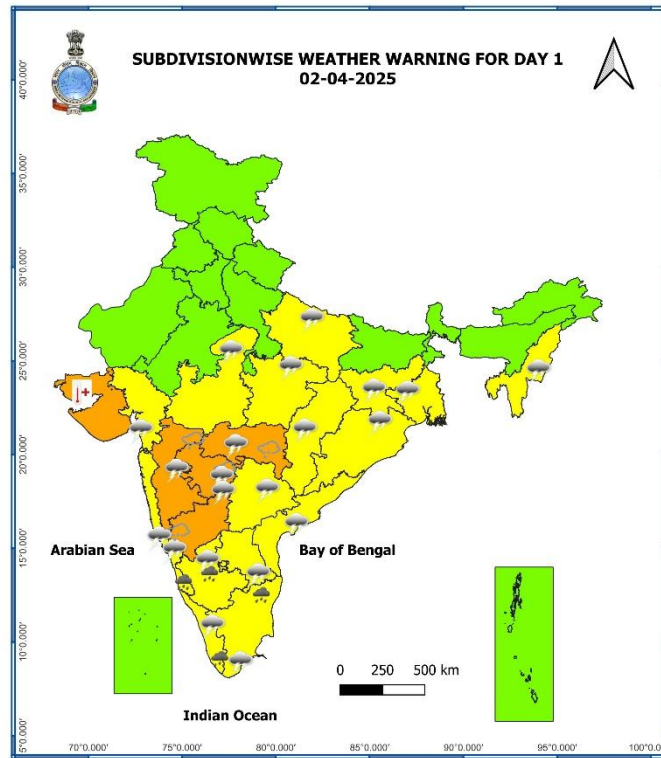 SUBDIVISIONWISE WEATHER WARNING FOR DAY 1
02-04-2025
40°0.000'
35°0.000'
30°0.000'
25°0.000'
20°0.000'
15°0.000'
10°0.000'
5°0.000'
Arabian Sea
Bay of Bengal
0 250 500 km
Indian Ocean
70°0.000' 75°0.000' 80°0.000' 85°0.000' 90°0.000' 95°0.000'